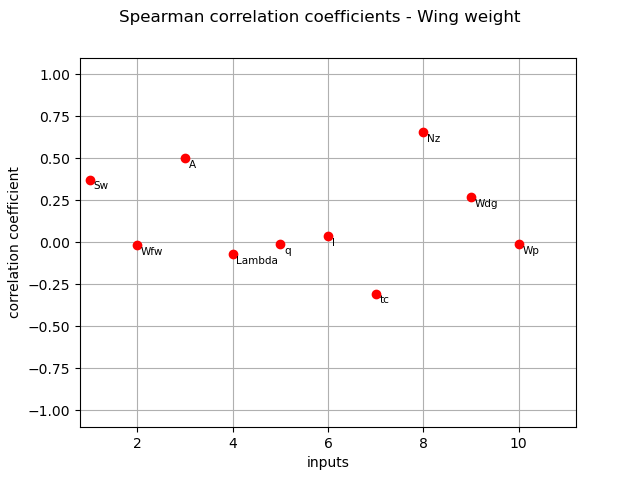 Spearman correlation coefficients - Wing weight
1.00
0.75
0.50
0.25
0.00
−0.25
−0.50
−0.75
−1.00
correlation coefficient
Sw
Wfw
A
Lambda
q
l
tc
Nz
Wdg
Wp
2
4
6
8
10
inputs